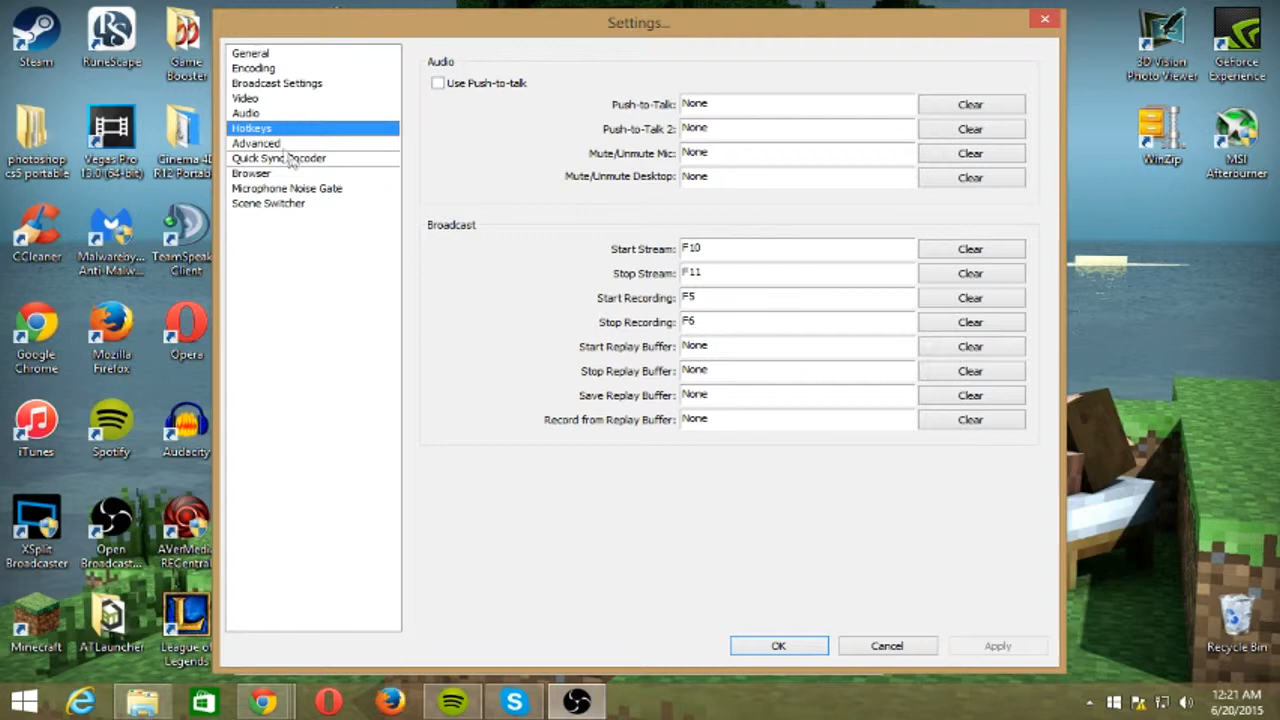 Settings...
General
Encoding
Broadcast Settings
Video
Audio
Hotkeys
Advanced
Quick Sync Encoder
Browser
Microphone Noise Gate
Scene Switcher
Audio
Use Push-to-talk
Push-to-Talk: None Clear
Push-to-Talk 2: None Clear
Mute/Unmute Mic: None Clear
Mute/Unmute Desktop: None Clear
Broadcast
Start Stream: F10 Clear
Stop Stream: F11 Clear
Start Recording: F5 Clear
Stop Recording: F6 Clear
Start Replay Buffer: None Clear
Stop Replay Buffer: None Clear
Save Replay Buffer: None Clear
Record from Replay Buffer: None Clear
OK Cancel Apply
Steam
RuneScape
Game
Booster
photoshop
cs5 portable
Vegas Pro
13.0 (64-bit)
Cinema 4D
R12 Portab
CCleaner
Malwareby...
Anti-Malw...
TeamSpeak
Client
Google
Chrome
Mozilla
Firefox
Opera
iTunes
Spotify
Audacity
XSplit
Broadcaster
Open
Broadcast...
AVerMedia
RECentral
Minecraft
ATLauncher
League of
Legends
3D Vision
Photo Viewer
GeForce
Experience
WinZip
MSI
Afterburner
Recycle Bin
12:21 AM
6/20/2015